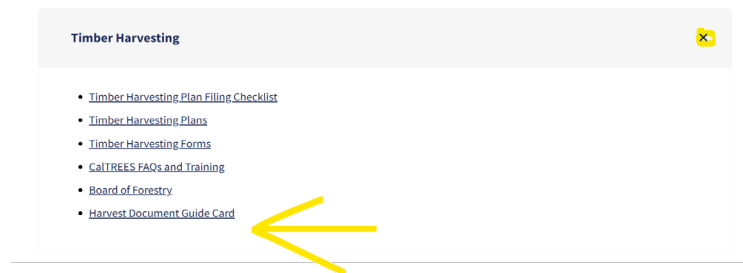 Timber Harvesting
Timber Harvesting Plan Filing Checklist
Timber Harvesting Plans
Timber Harvesting Forms
CalTREES FAQs and Training
Board of Forestry
Harvest Document Guide Card